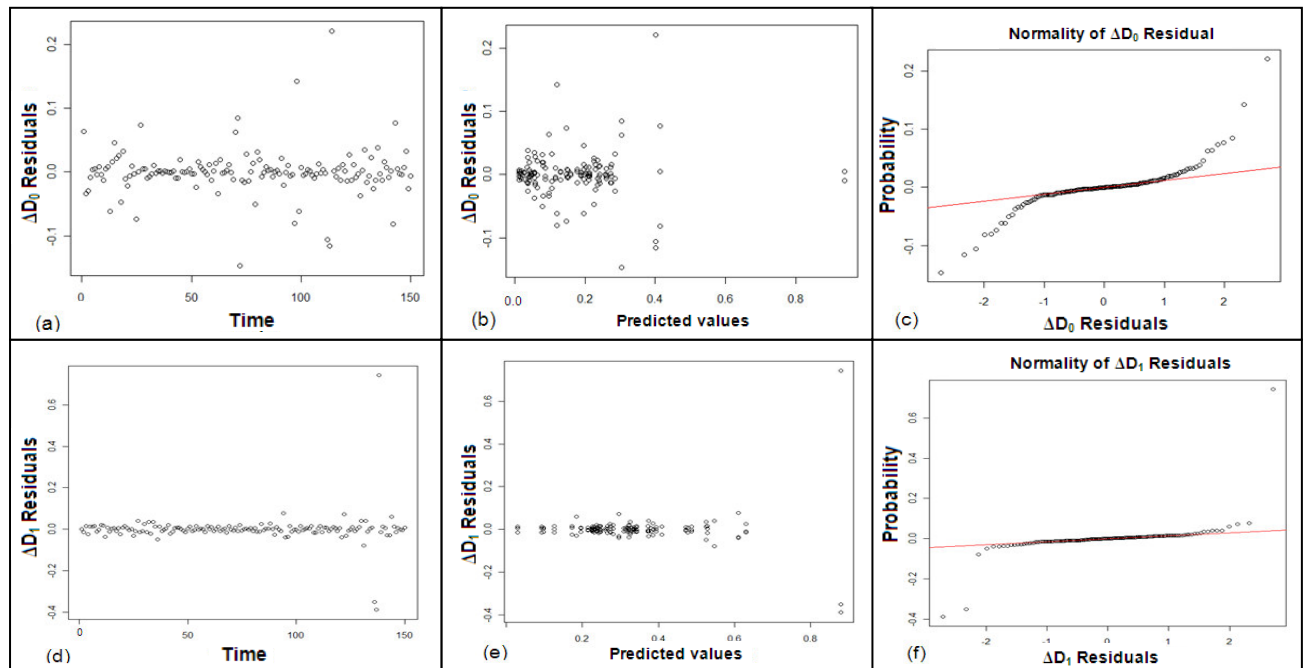 ΔD₀ Residuals
0.2
0.1
0.0
-0.1
0
50
100
150
(a)
Time
ΔD₀ Residuals
0.2
0.1
0.0
-0.1
0.0
0.2
0.4
0.6
0.8
(b)
Predicted values
Normality of ΔD₀ Residual
Probability
0.2
0.1
0.0
-0.1
-2
-1
0
1
2
(c)
ΔD₀ Residuals
ΔD₁ Residuals
0.6
0.4
0.2
0.0
-0.2
-0.4
0
50
100
150
(d)
Time
ΔD₁ Residuals
0.6
0.4
0.2
0.0
-0.2
-0.4
0.0
0.2
0.4
0.6
0.8
(e)
Predicted values
Normality of ΔD₁ Residuals
Probability
0.6
0.4
0.2
0.0
-0.2
-0.4
-2
-1
0
1
2
(f)
ΔD₁ Residuals